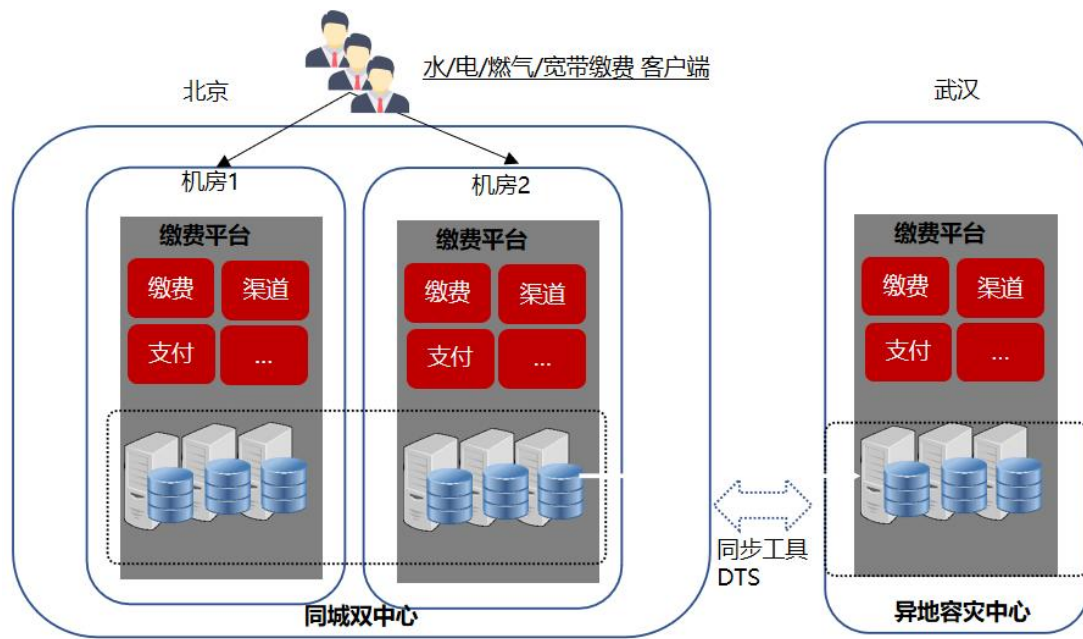 水/电/燃气/宽带缴费 客户端
北京
武汉
机房1
机房2
缴费平台
缴费
渠道
支付
...
缴费平台
缴费
渠道
支付
...
缴费平台
缴费
渠道
支付
...
同步工具
DTS
同城双中心
异地容灾中心